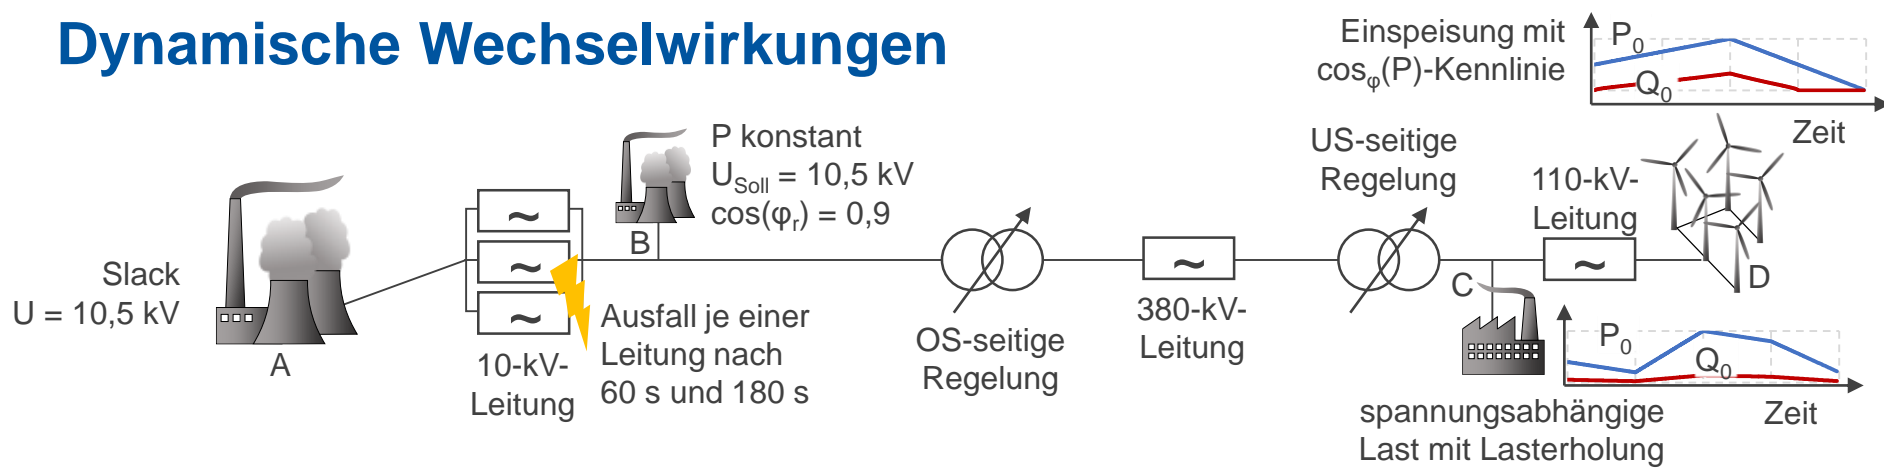 Dynamische Wechselwirkungen
Einspeisung mit
cosφ(P)-Kennlinie
P0
Q0
Zeit
Slack
U = 10,5 kV
A
~
~
~
10-kV-
Leitung
Ausfall je einer
Leitung nach
60 s und 180 s
B
P konstant
USoll = 10,5 kV
cos(φr) = 0,9
OS-seitige
Regelung
~
380-kV-
Leitung
US-seitige
Regelung
C
110-kV-
Leitung
~
D
P0
Q0
Zeit
spannungsabhängige
Last mit Lasterholung